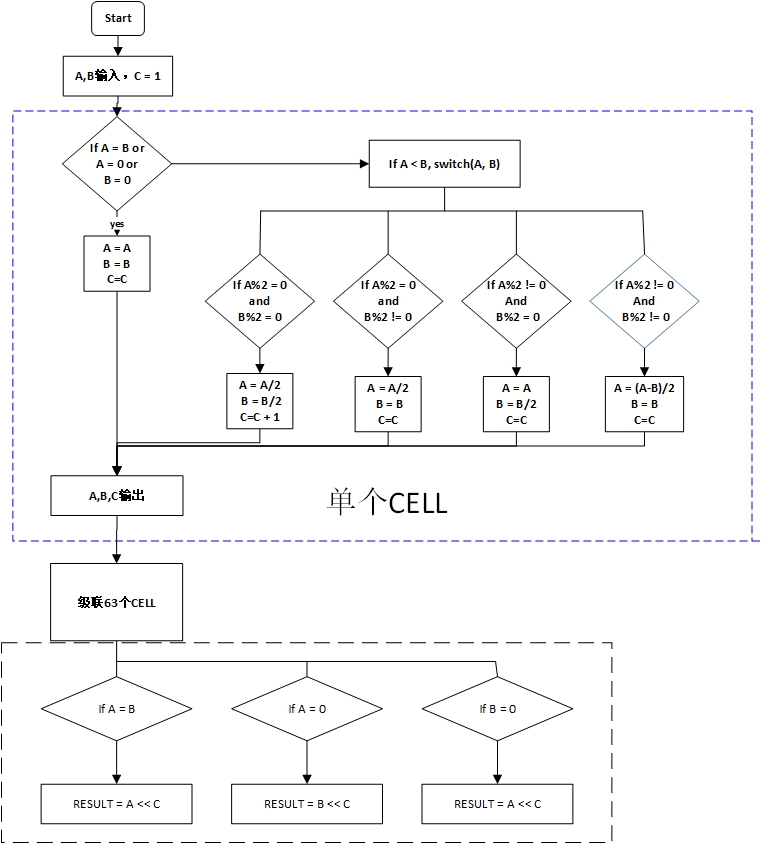 Start
A,B输入，C = 1
If A = B or
A = 0 or
B = 0
If A < B, switch(A, B)
yes
A = A
B = B
C=C
If A%2 = 0
and
B%2 = 0
If A%2 = 0
and
B%2 != 0
If A%2 != 0
And
B%2 = 0
If A%2 != 0
And
B%2 != 0
A = A/2
B = B/2
C=C + 1
A = A/2
B = B
C=C
A = A
B = B/2
C=C
A = (A-B)/2
B = B
C=C
A,B,C输出
单个CELL
级联63个CELL
If A = B
If A = 0
If B = 0
RESULT = A << C
RESULT = B << C
RESULT = A << C